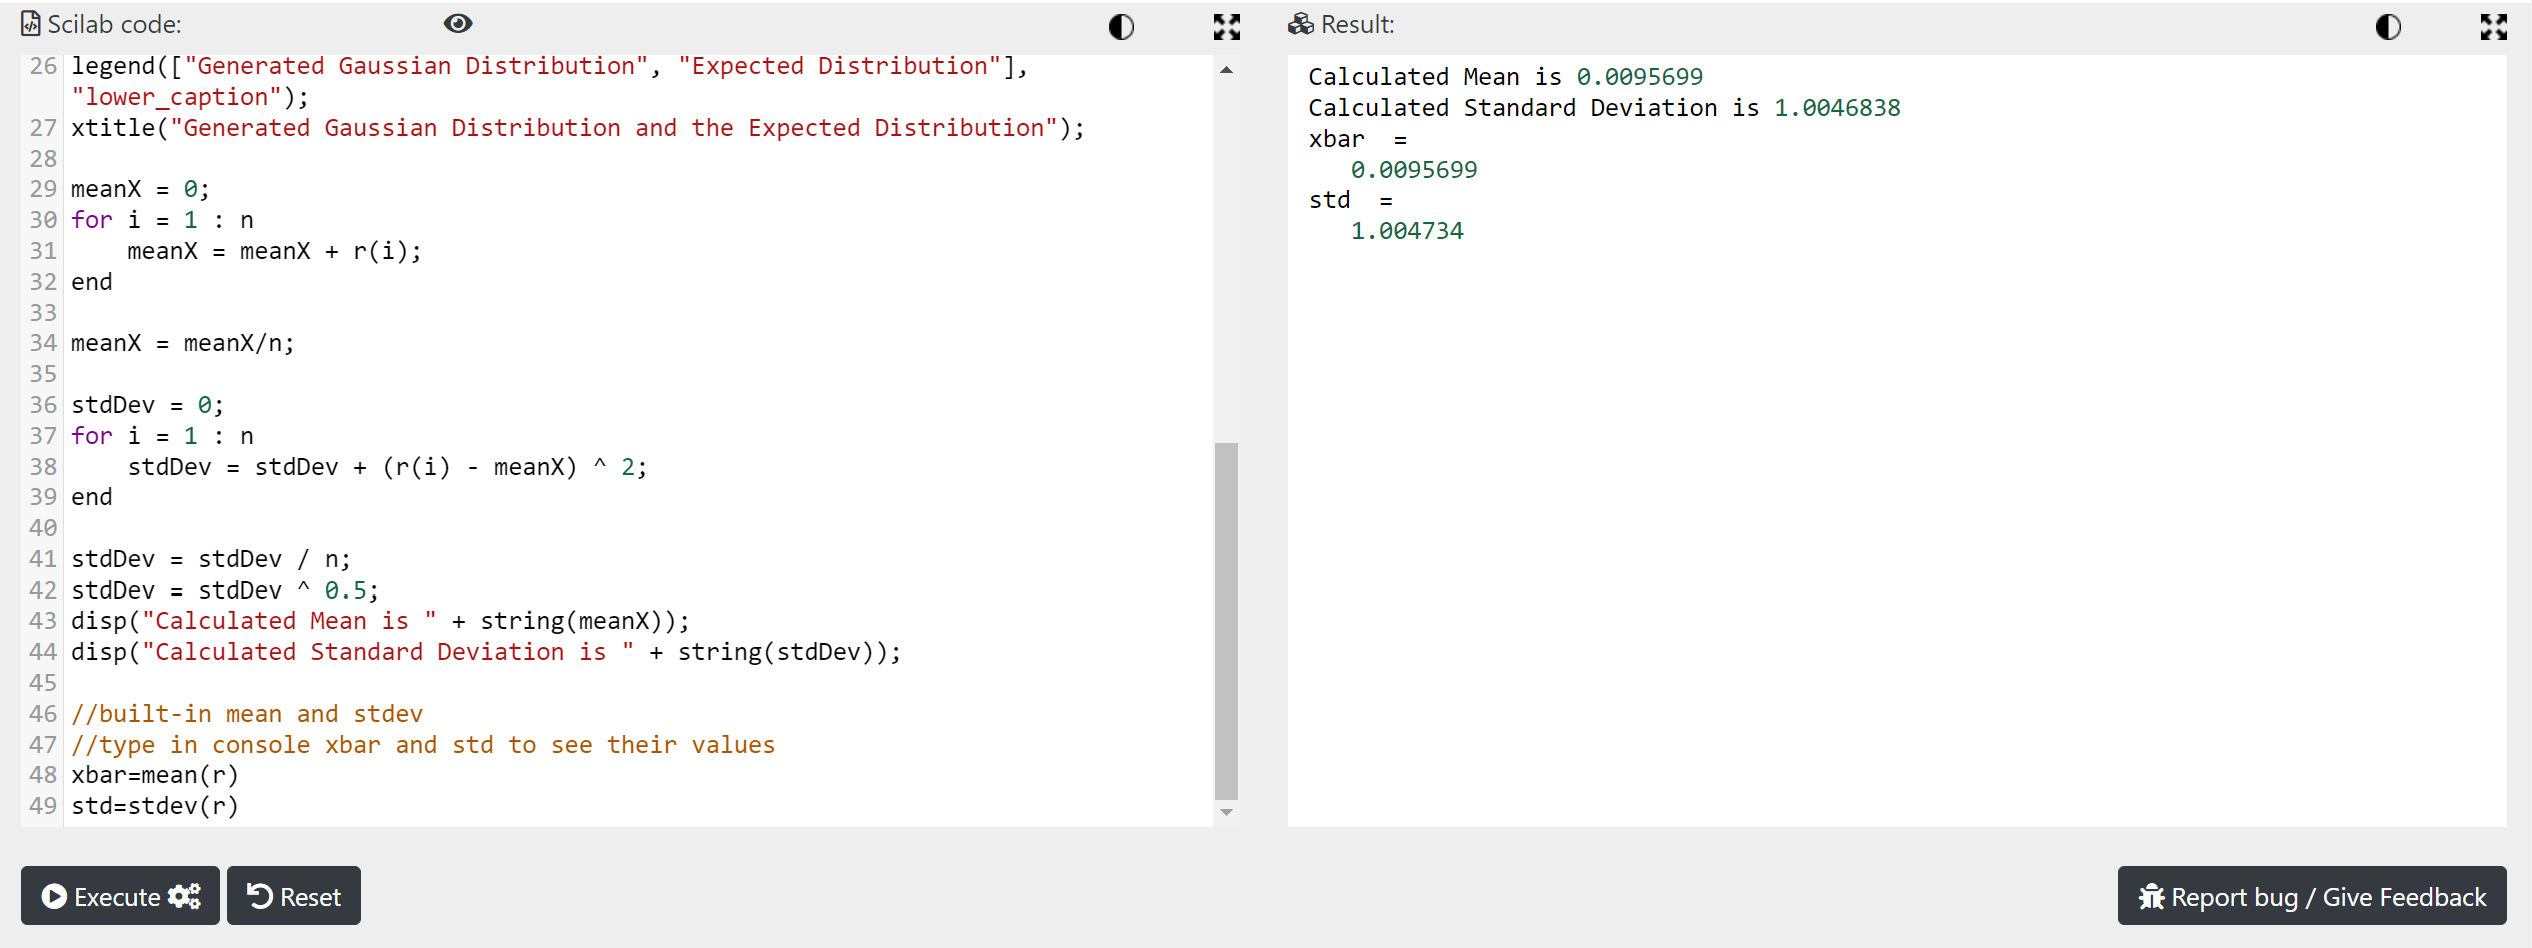 Scilab code:
26 legend(["Generated Gaussian Distribution", "Expected Distribution"],
"lower_caption");
27 xtitle("Generated Gaussian Distribution and the Expected Distribution");
28
29 meanX = 0;
30 for i = 1 : n
31     meanX = meanX + r(i);
32 end
33
34 meanX = meanX/n;
35
36 stdDev = 0;
37 for i = 1 : n
38     stdDev = stdDev + (r(i) - meanX) ^ 2;
39 end
40
41 stdDev = stdDev / n;
42 stdDev = stdDev ^ 0.5;
43 disp("Calculated Mean is " + string(meanX));
44 disp("Calculated Standard Deviation is " + string(stdDev));
45
46 //built-in mean and stdev
47 //type in console xbar and std to see their values
48 xbar=mean(r)
49 std=stdev(r)
Execute
Reset
Result:
Calculated Mean is 0.0095699
Calculated Standard Deviation is 1.0046838
xbar  =
   0.0095699
std  =
   1.004734
Report bug / Give Feedback